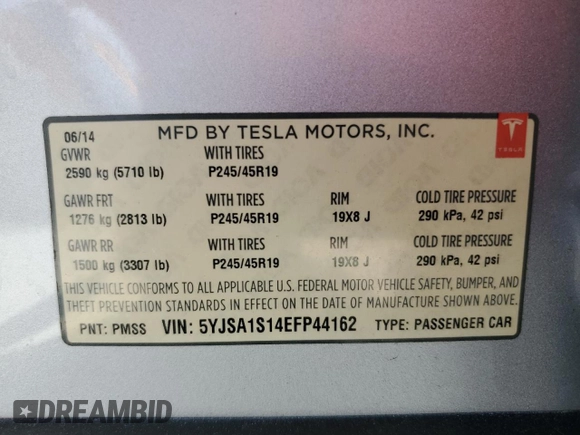 06/14 MFD BY TESLA MOTORS, INC.
TESLA
GVWR WITH TIRES
2590 kg (5710 lb) P245/45R19
GAWR FRT WITH TIRES RIM COLD TIRE PRESSURE
1276 kg (2813 lb) P245/45R19 19X8 J 290 kPa, 42 psi
GAWR RR WITH TIRES RIM COLD TIRE PRESSURE
1500 kg (3307 lb) P245/45R19 19X8 J 290 kPa, 42 psi
THIS VEHICLE CONFORMS TO ALL APPLICABLE U.S. FEDERAL MOTOR VEHICLE SAFETY, BUMPER, AND
THEFT PREVENTION STANDARDS IN EFFECT ON THE DATE OF MANUFACTURE SHOWN ABOVE.
PNT: PMSS VIN: 5YJSA1S14EFP44162 TYPE: PASSENGER CAR
DREAMBID